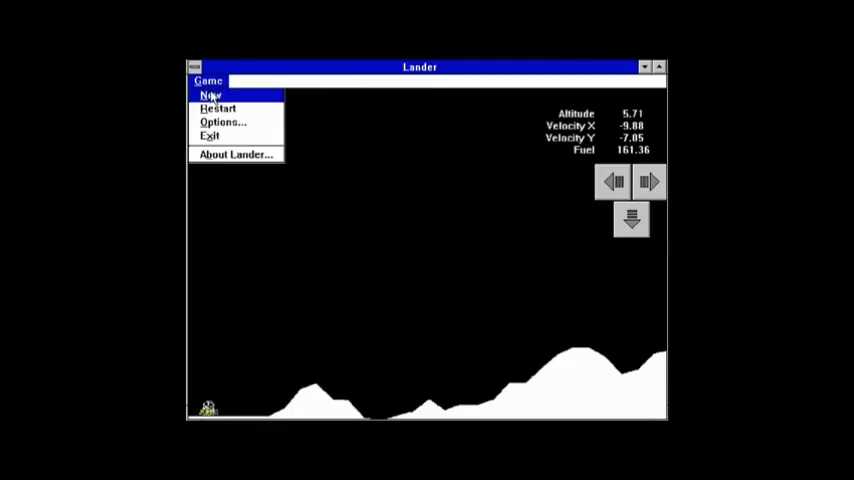 Lander
Game
New
Restart
Options...
Exit
About Lander...
Altitude 5.71
Velocity X -9.88
Velocity Y -7.05
Fuel 161.36